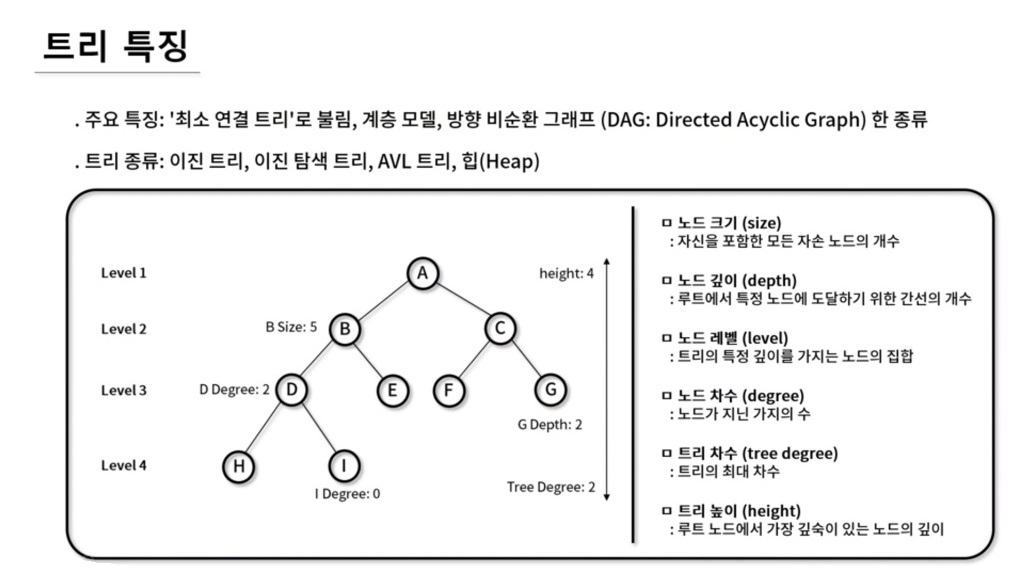 트리 특징
. 주요 특징: '최소 연결 트리'로 불림, 계층 모델, 방향 비순환 그래프 (DAG: Directed Acyclic Graph) 한 종류
. 트리 종류: 이진 트리, 이진 탐색 트리, AVL 트리, 힙(Heap)
Level 1
A
height: 4
Level 2
B Size: 5
B
C
Level 3
D Degree: 2
D
E
F
G
G Depth: 2
Level 4
H
I
I Degree: 0
Tree Degree: 2
ㅁ 노드 크기 (size)
: 자신을 포함한 모든 자손 노드의 개수
ㅁ 노드 깊이 (depth)
: 루트에서 특정 노드에 도달하기 위한 간선의 개수
ㅁ 노드 레벨 (level)
: 트리의 특정 깊이를 가지는 노드의 집합
ㅁ 노드 차수 (degree)
: 노드가 지닌 가지의 수
ㅁ 트리 차수 (tree degree)
: 트리의 최대 차수
ㅁ 트리 높이 (height)
: 루트 노드에서 가장 깊숙이 있는 노드의 깊이